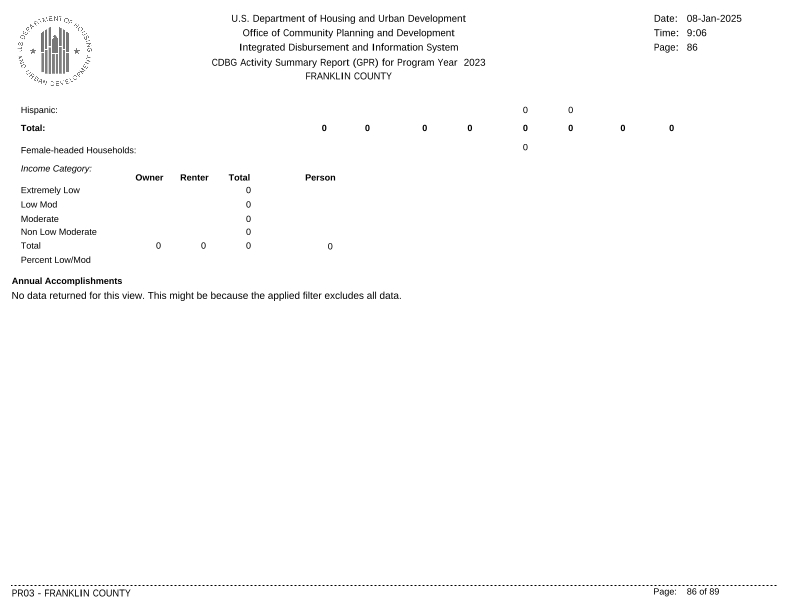 U.S. DEPARTMENT OF HOUSING AND URBAN DEVELOPMENT
U.S. Department of Housing and Urban Development
Office of Community Planning and Development
Integrated Disbursement and Information System
CDBG Activity Summary Report (GPR) for Program Year 2023
FRANKLIN COUNTY
Date: 08-Jan-2025
Time: 9:06
Page: 86
Hispanic: 0 0
Total: 0 0 0 0 0 0 0 0
Female-headed Households: 0
Income Category:
Owner Renter Total Person
Extremely Low 0
Low Mod 0
Moderate 0
Non Low Moderate 0
Total 0 0 0 0
Percent Low/Mod
Annual Accomplishments
No data returned for this view. This might be because the applied filter excludes all data.
PR03 - FRANKLIN COUNTY Page: 86 of 89